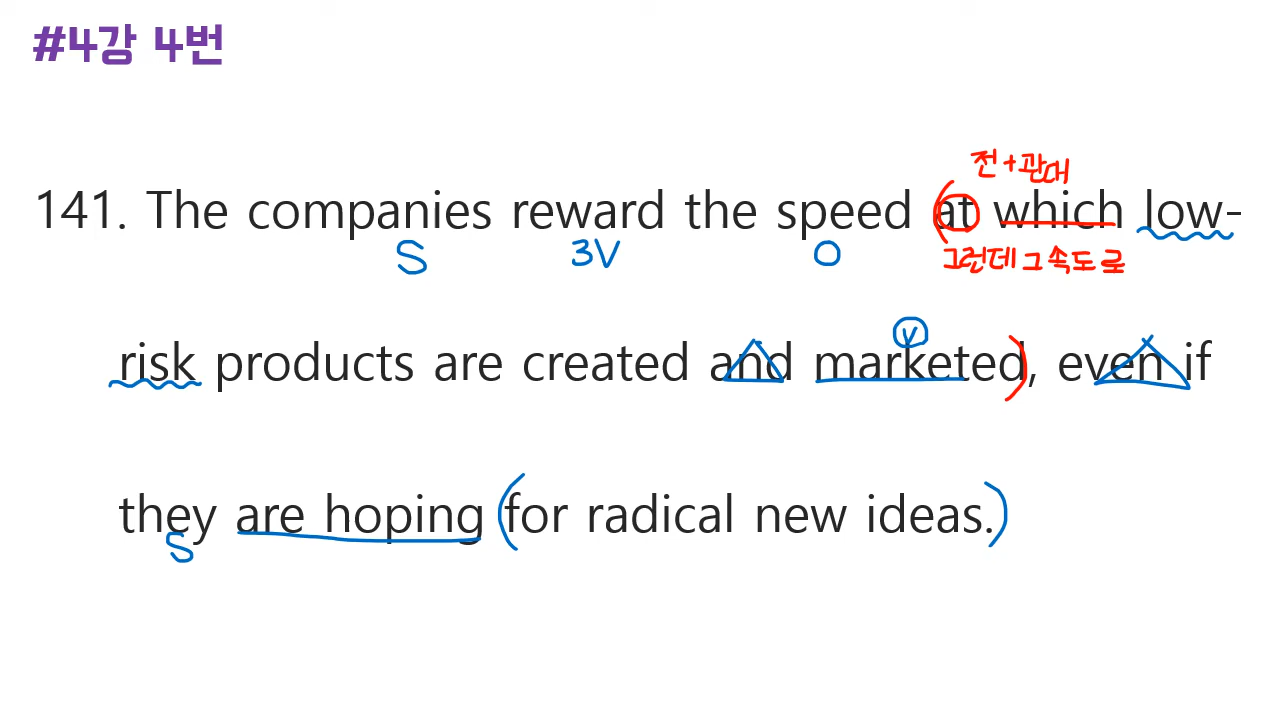 #4강 4번
전+관대
141. The companies reward the speed at which low-
S 3V O 그런데 그 속도로
V
risk products are created and marketed, even if
they are hoping for radical new ideas.
S